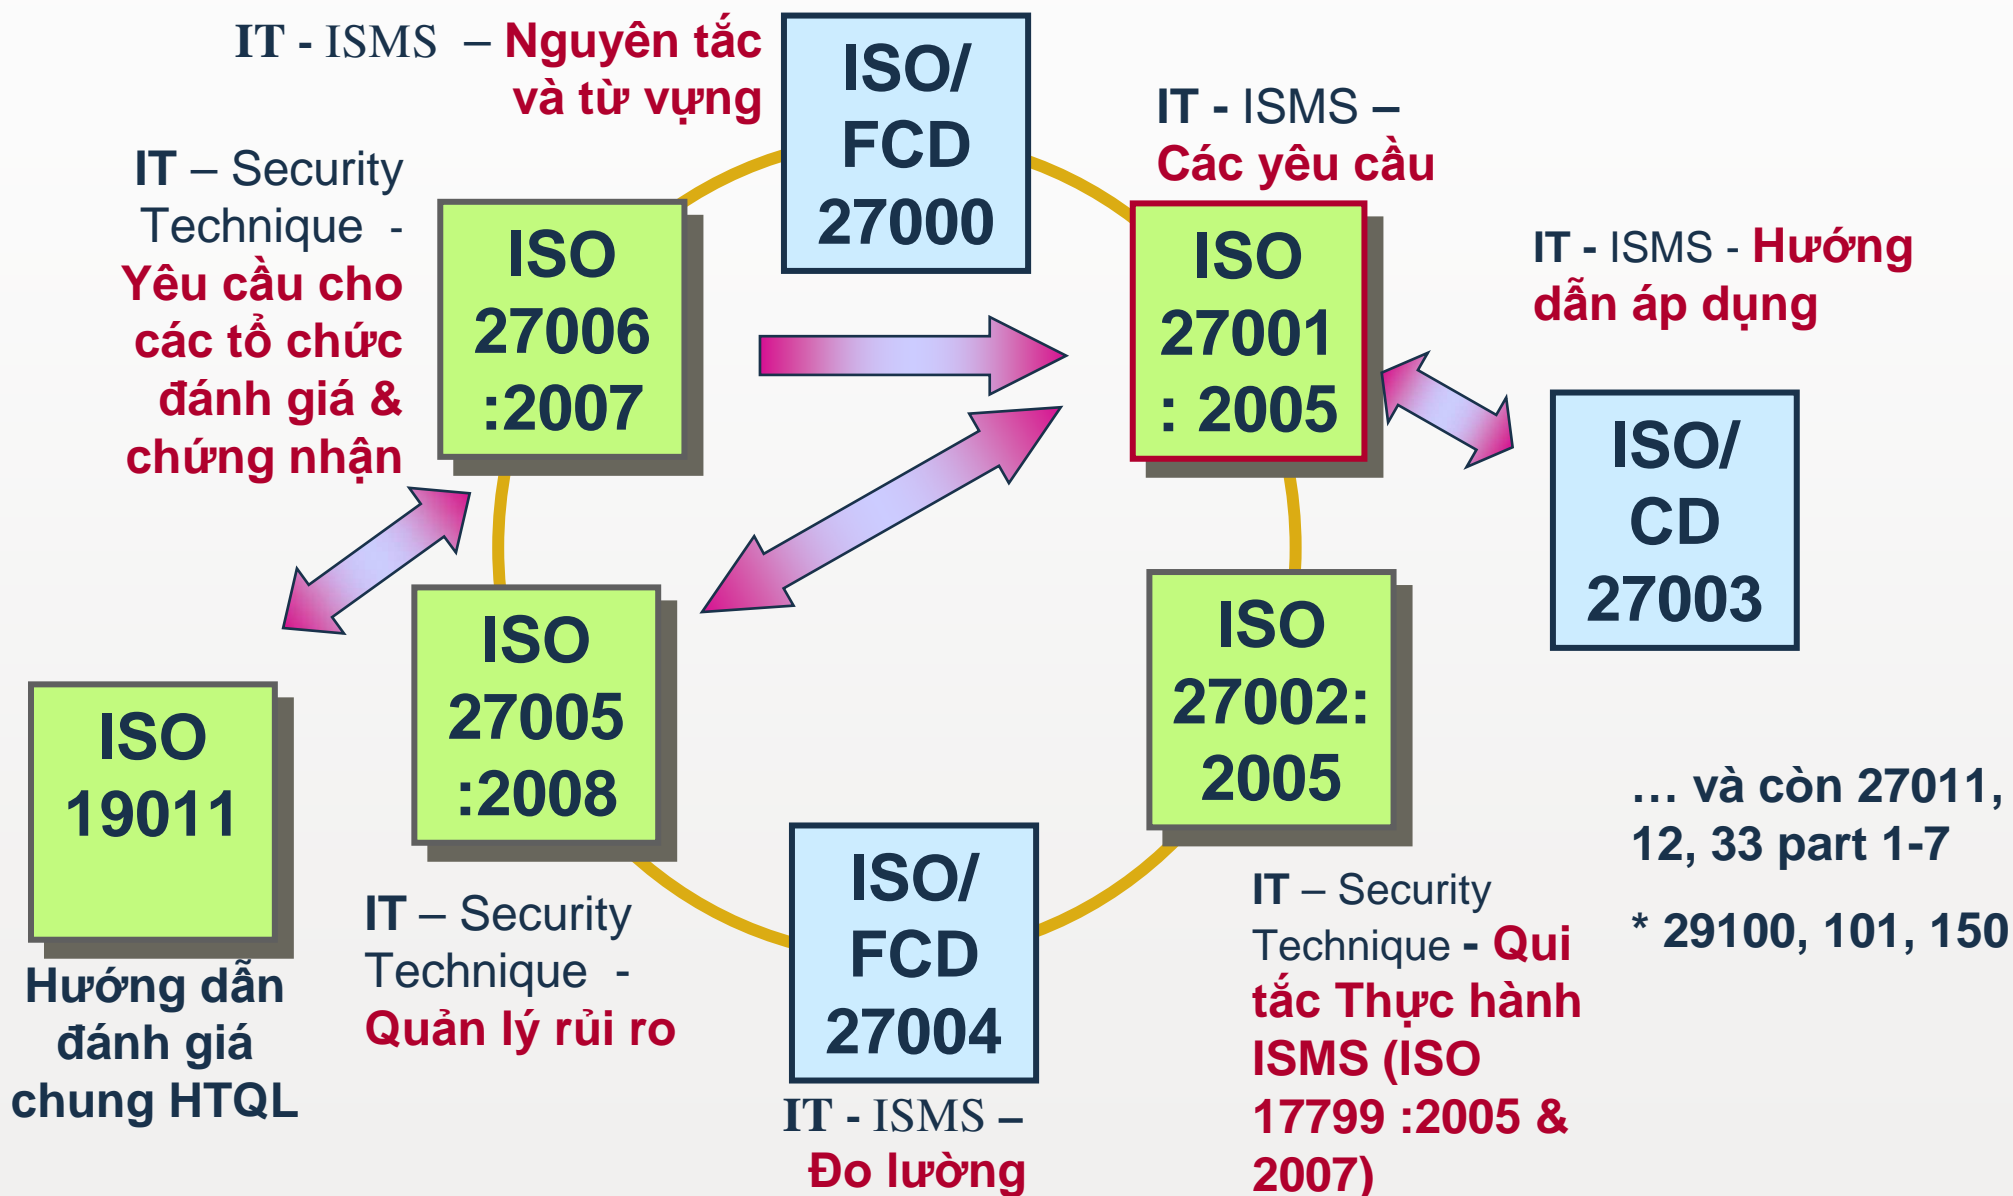 IT - ISMS – Nguyên tắc
và từ vựng
ISO/
FCD
27000
IT - ISMS –
Các yêu cầu
IT – Security
Technique -
Yêu cầu cho
các tổ chức
đánh giá &
chứng nhận
ISO
27006
:2007
ISO
27001
: 2005
IT - ISMS - Hướng
dẫn áp dụng
ISO/
CD
27003
ISO
19011
Hướng dẫn
đánh giá
chung HTQL
ISO
27005
:2008
IT – Security
Technique -
Quản lý rủi ro
ISO/
FCD
27004
IT - ISMS –
Đo lường
ISO
27002:
2005
IT – Security
Technique - Qui
tắc Thực hành
ISMS (ISO
17799 :2005 &
2007)
… và còn 27011,
12, 33 part 1-7
* 29100, 101, 150